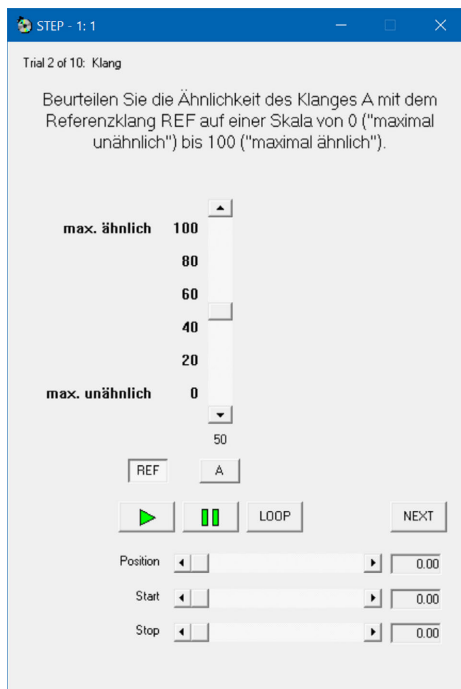 STEP - 1: 1
Trial 2 of 10: Klang
Beurteilen Sie die Ähnlichkeit des Klanges A mit dem
Referenzklang REF auf einer Skala von 0 ("maximal
unähnlich") bis 100 ("maximal ähnlich").
max. ähnlich 100
80
60
40
20
max. unähnlich 0
50
REF A
LOOP NEXT
Position 0.00
Start 0.00
Stop 0.00